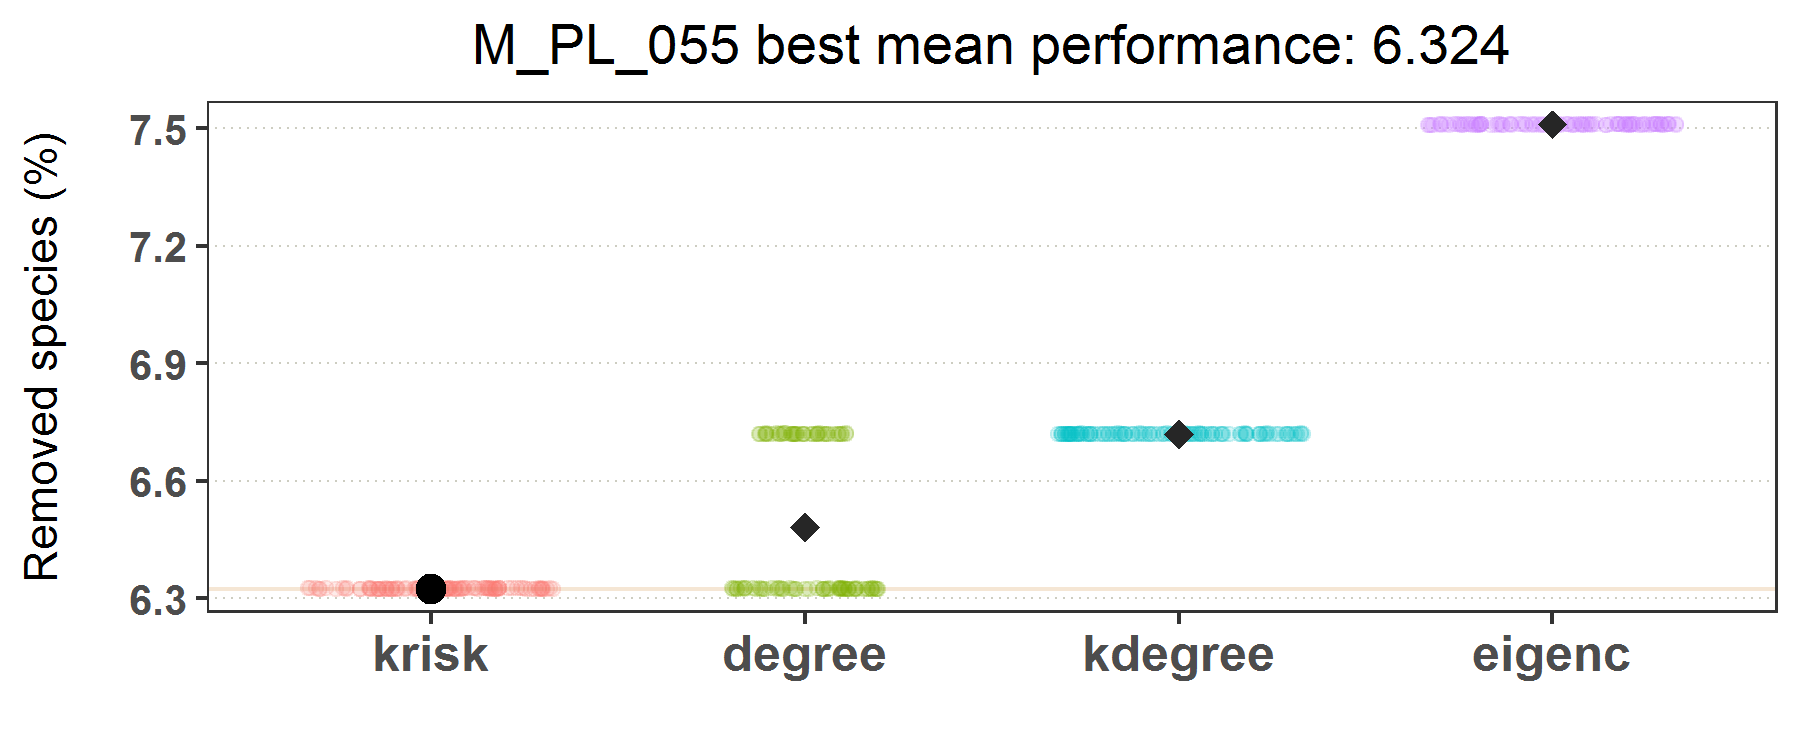 M_PL_055 best mean performance: 6.324
Removed species (%)
7.5
7.2
6.9
6.6
6.3
krisk degree kdegree eigenc